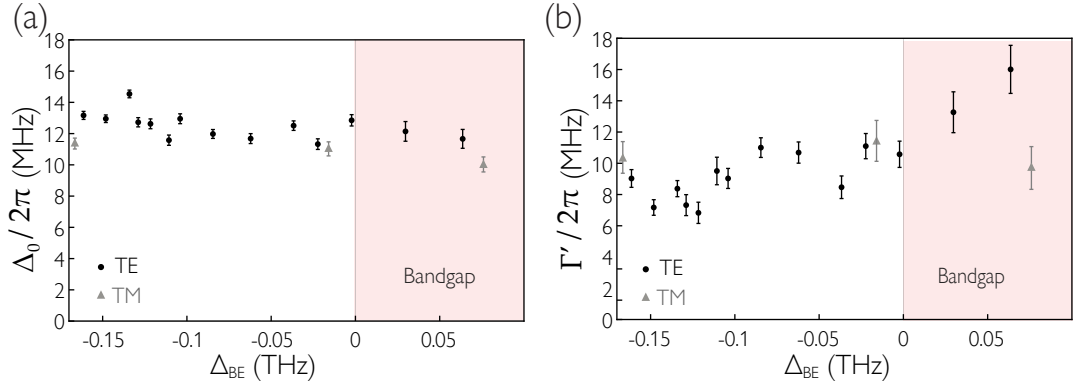 (a)
18
16
14
12
10
8
6
4
2
0
Δ₀ / 2π (MHz)
TE
TM
Bandgap
-0.15
-0.1
-0.05
0
0.05
Δ_BE (THz)
(b)
18
16
14
12
10
8
6
4
2
0
Γ′ / 2π (MHz)
TE
TM
Bandgap
-0.15
-0.1
-0.05
0
0.05
Δ_BE (THz)